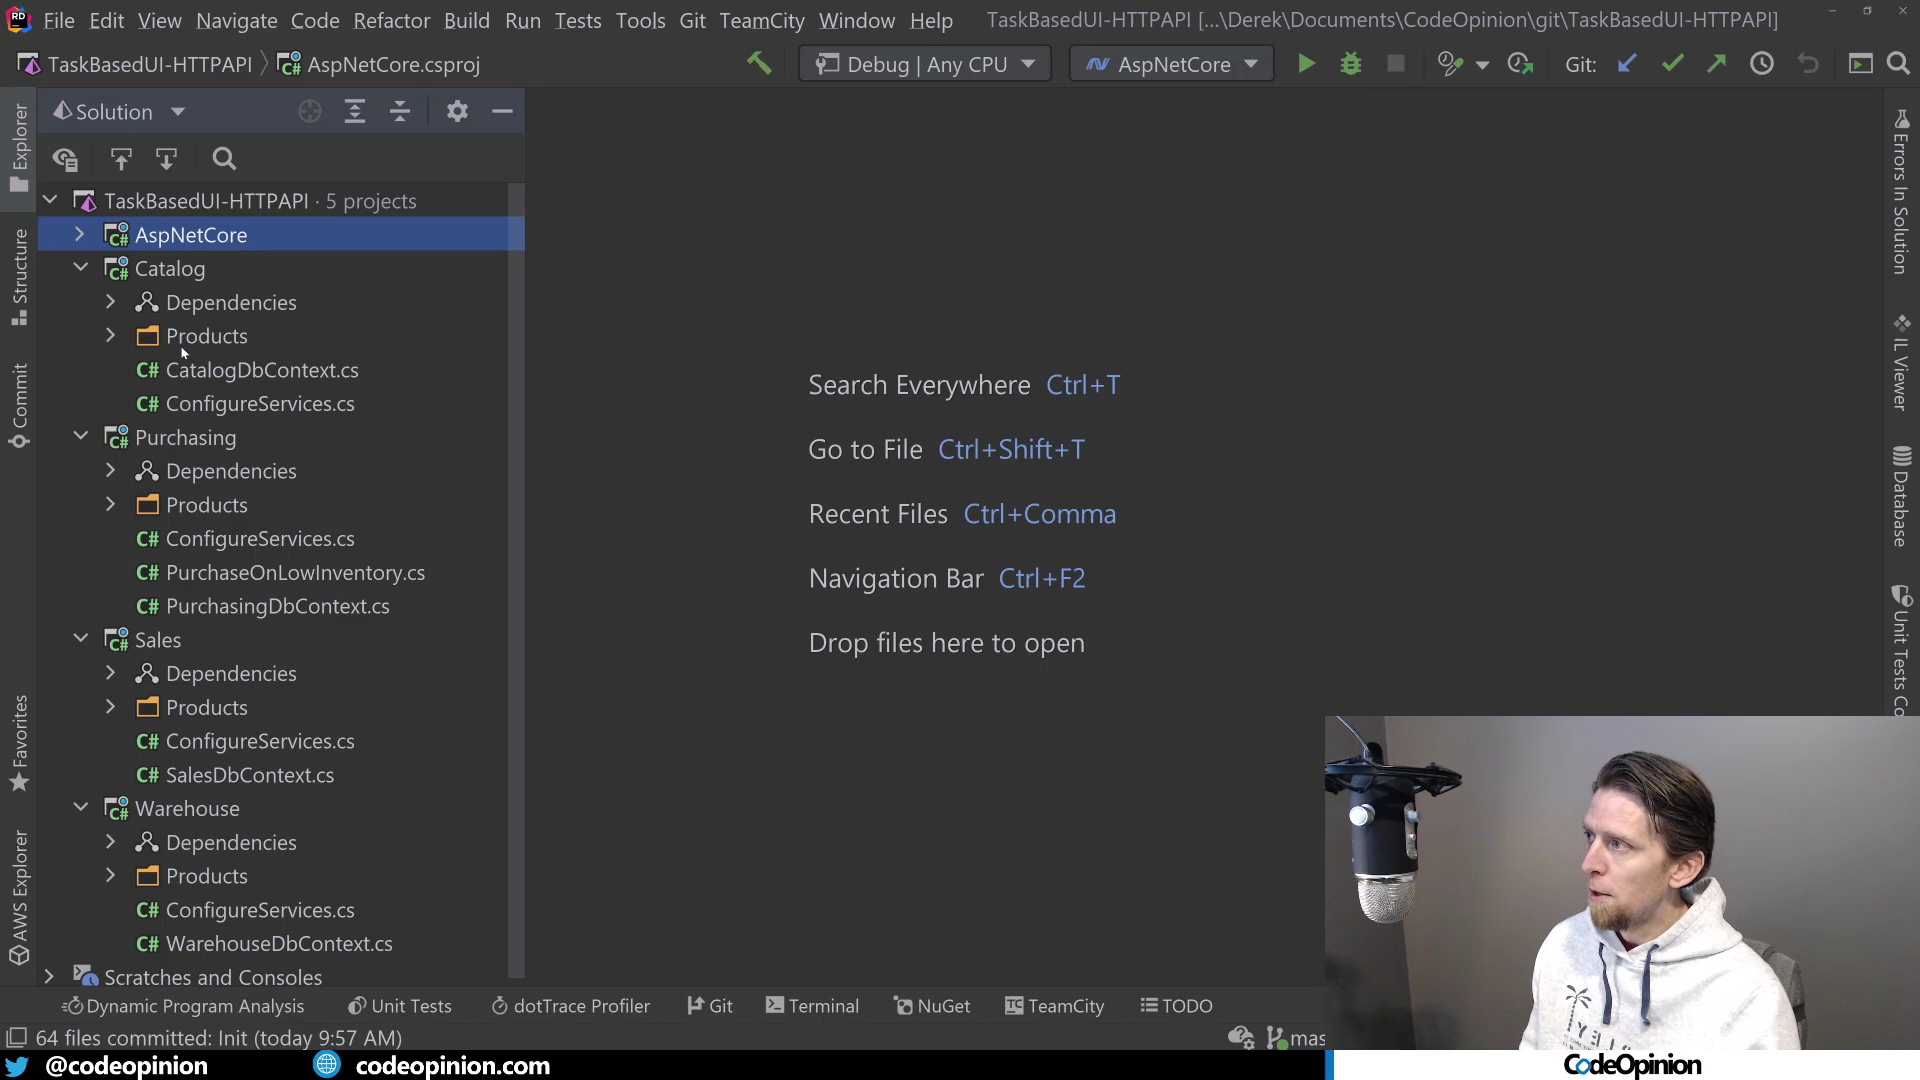 RD File Edit View Navigate Code Refactor Build Run Tests Tools Git TeamCity Window Help TaskBasedUI-HTTPAPI [...\Derek\Documents\CodeOpinion\git\TaskBasedUI-HTTPAPI]
TaskBasedUI-HTTPAPI AspNetCore.csproj Debug | Any CPU AspNetCore Git:
Solution
TaskBasedUI-HTTPAPI · 5 projects
AspNetCore
Catalog
Dependencies
Products
C# CatalogDbContext.cs
C# ConfigureServices.cs
Purchasing
Dependencies
Products
C# ConfigureServices.cs
C# PurchaseOnLowInventory.cs
C# PurchasingDbContext.cs
Sales
Dependencies
Products
C# ConfigureServices.cs
C# SalesDbContext.cs
Warehouse
Dependencies
Products
C# ConfigureServices.cs
C# WarehouseDbContext.cs
Scratches and Consoles
Explorer
Structure
Commit
Favorites
AWS Explorer
Search Everywhere Ctrl+T
Go to File Ctrl+Shift+T
Recent Files Ctrl+Comma
Navigation Bar Ctrl+F2
Drop files here to open
Errors In Solution
IL Viewer
Database
Unit Tests Co
Dynamic Program Analysis Unit Tests dotTrace Profiler Git Terminal NuGet TC TeamCity TODO
64 files committed: Init (today 9:57 AM) mas
@codeopinion codeopinion.com CodeOpinion